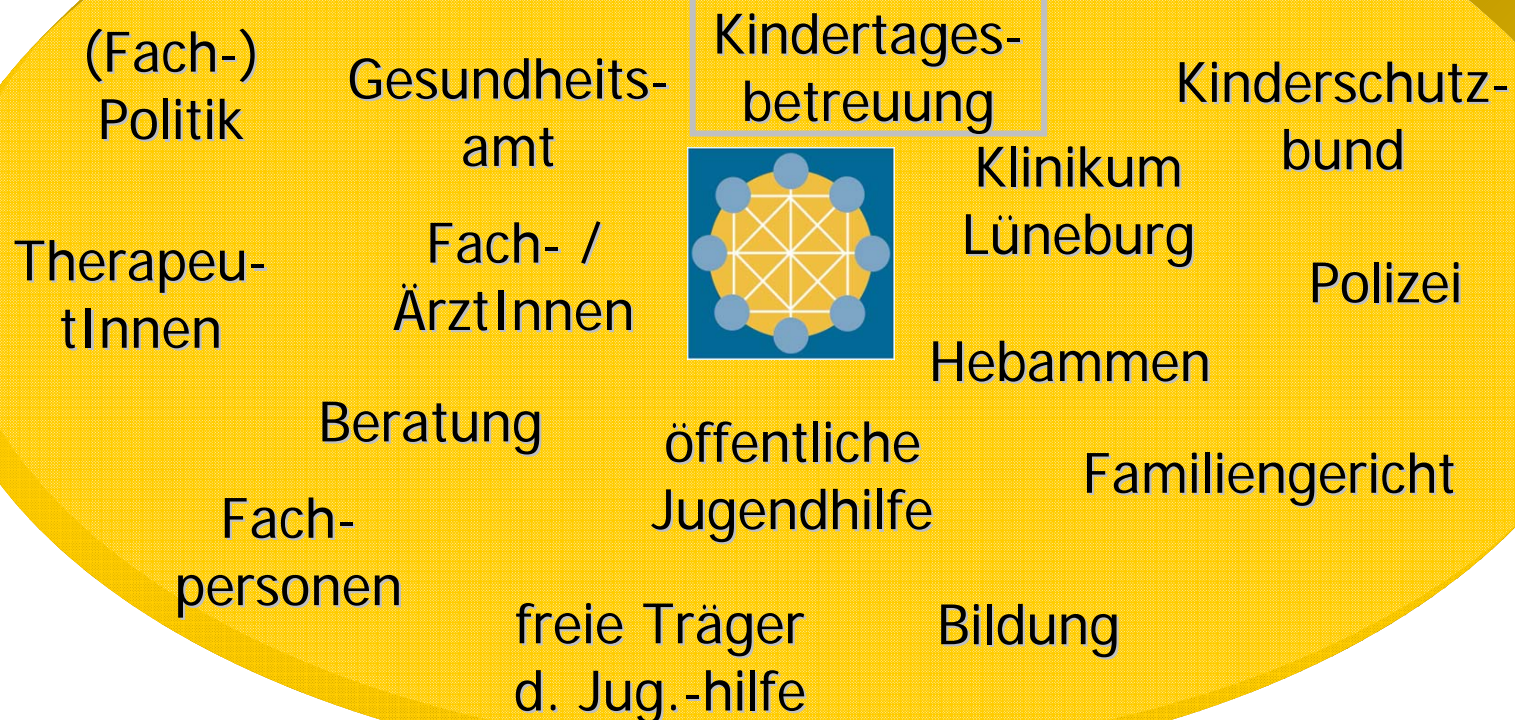 (Fach-)
Politik
Gesundheits-
amt
Kindertages-
betreuung
Kinderschutz-
bund
Klinikum
Lüneburg
Therapeu-
tInnen
Fach- /
ÄrztInnen
Polizei
Hebammen
Beratung
öffentliche
Jugendhilfe
Familiengericht
Fach-
personen
freie Träger
d. Jug.-hilfe
Bildung